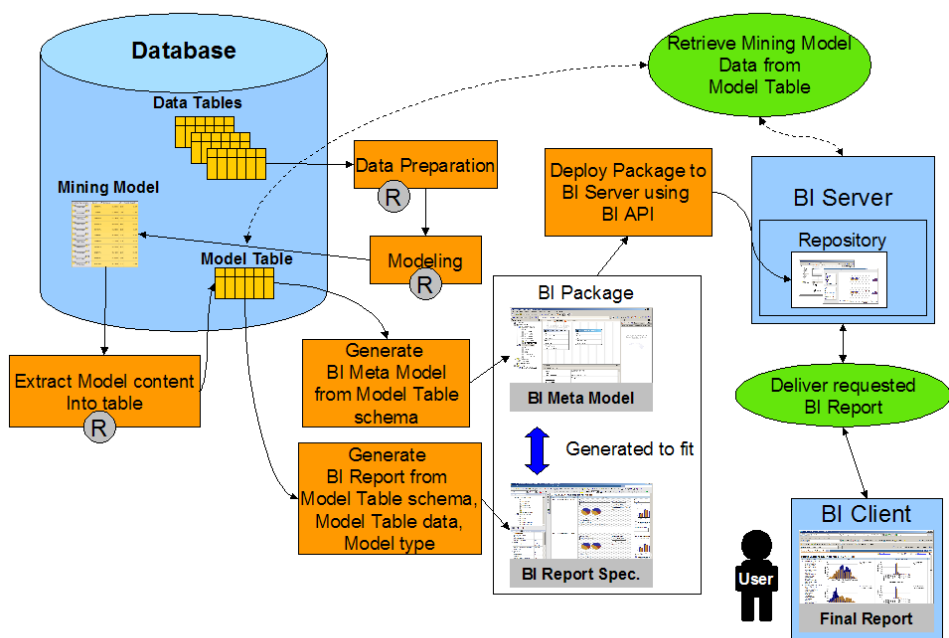 Database
Data Tables
Mining Model
Model Table
Data Preparation
R
Modeling
R
Extract Model content
Into table
R
Generate
BI Meta Model
from Model Table
schema
Generate
BI Report from
Model Table schema,
Model Table data,
Model type
Deploy Package to
BI Server using
BI API
BI Package
BI Meta Model
Generated to fit
BI Report Spec.
Retrieve Mining Model
Data from
Model Table
BI Server
Repository
Deliver requested
BI Report
BI Client
Final Report
User